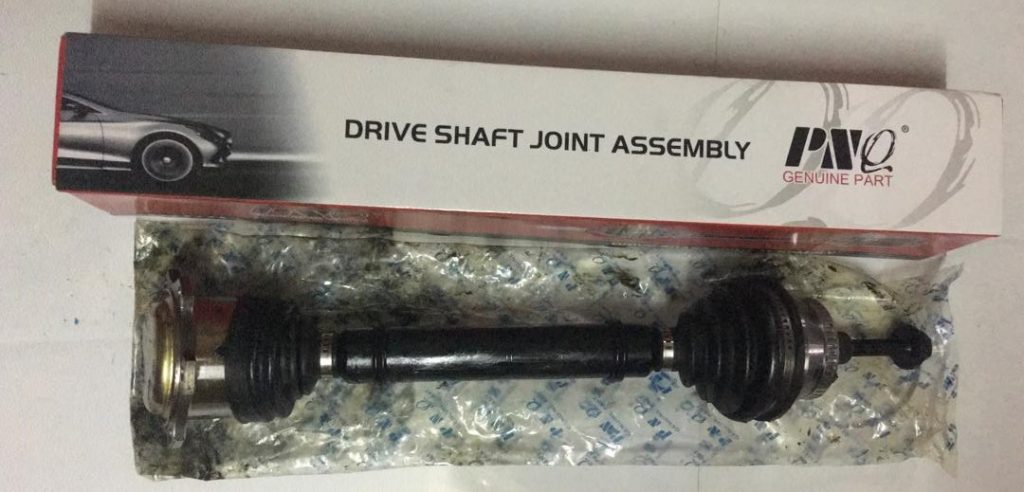 DRIVE SHAFT JOINT ASSEMBLY
PNQ®
GENUINE PART